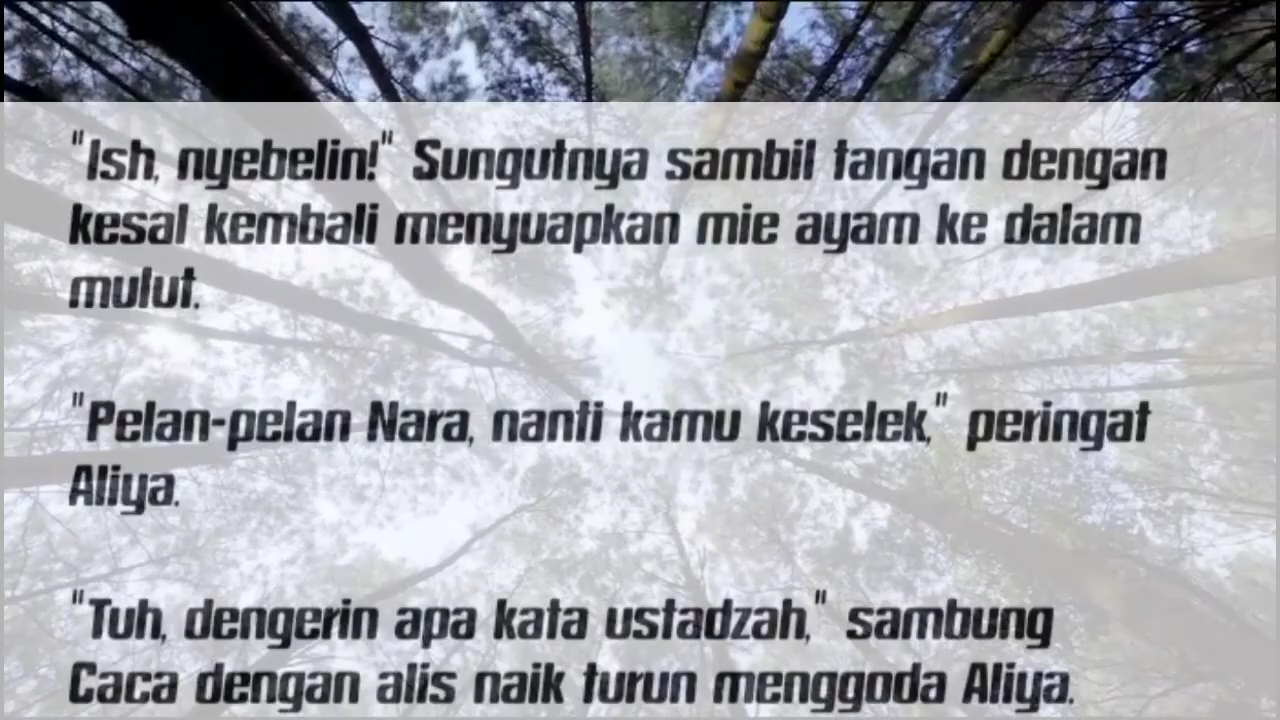 "Ish, nyebelin!" Sungutnya sambil tangan dengan
kesal kembali menyuapkan mie ayam ke dalam
mulut.
"Pelan-pelan Nara, nanti kamu keselek," peringat
Aliya.
"Tuh, dengerin apa kata ustadzah," sambung
Caca dengan alis naik turun menggoda Aliya.